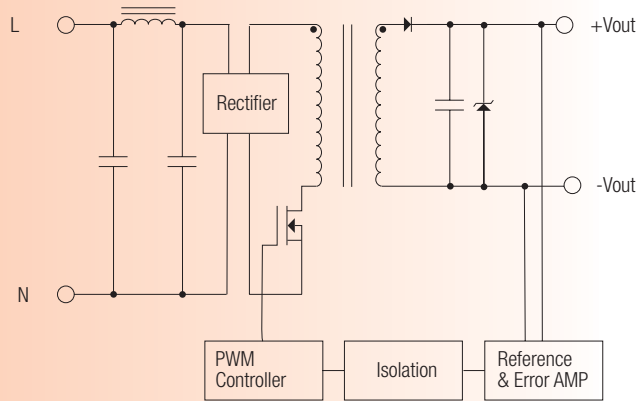 L
+Vout
Rectifier
-Vout
N
PWM
Controller
Isolation
Reference
& Error AMP